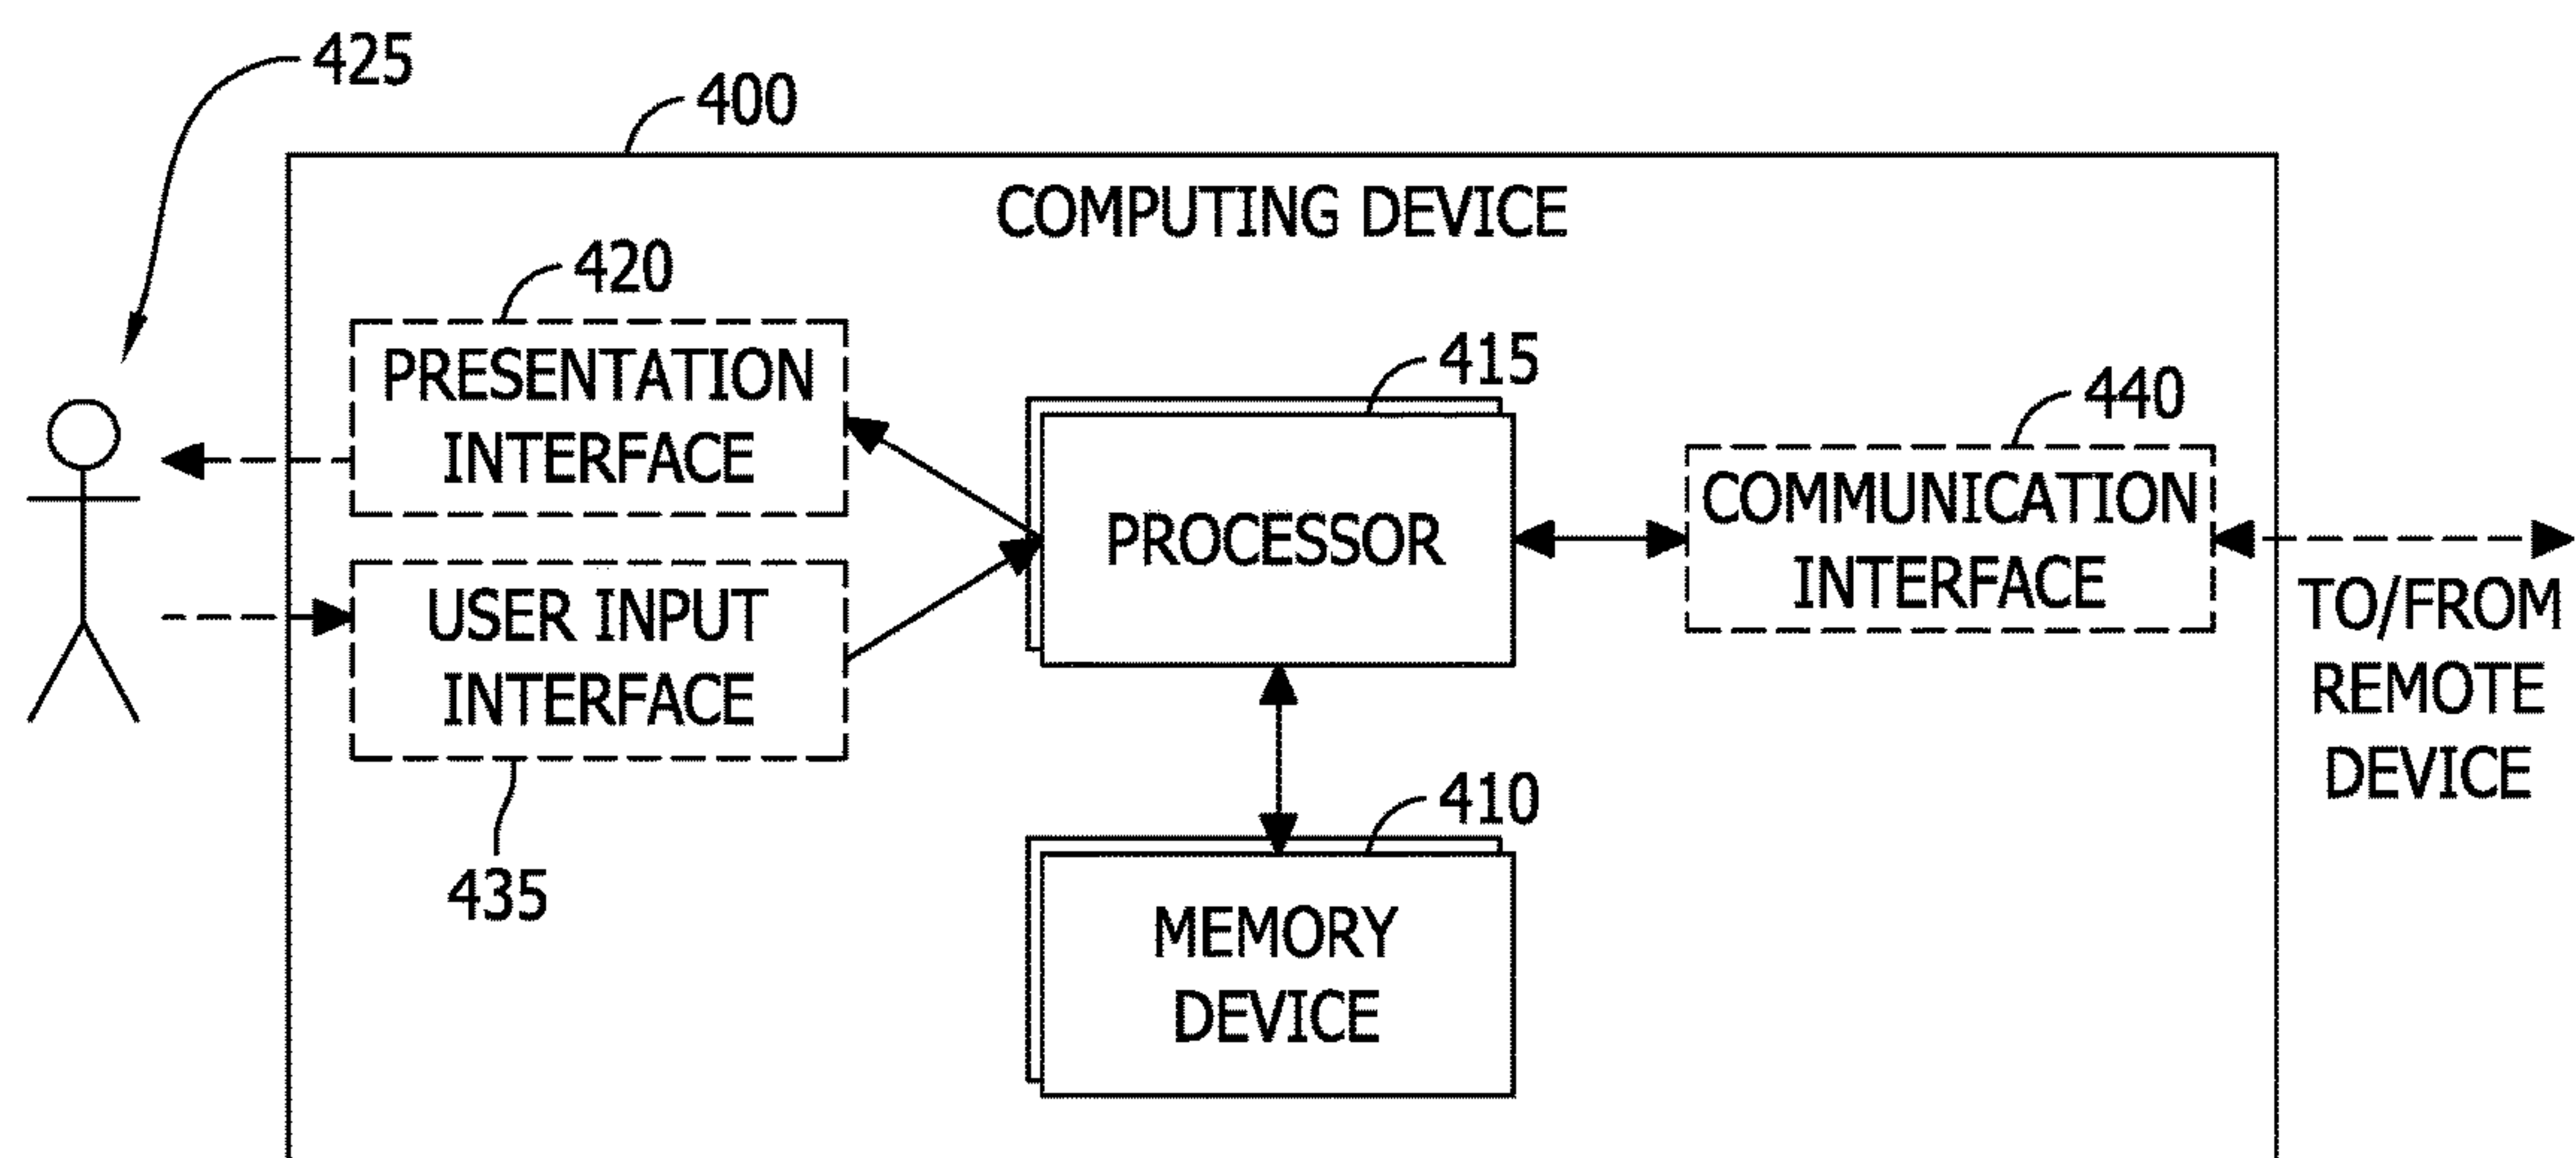 425
400
COMPUTING DEVICE
420
PRESENTATION
INTERFACE
415
PROCESSOR
440
COMMUNICATION
INTERFACE
TO/FROM
REMOTE
DEVICE
USER INPUT
INTERFACE
435
410
MEMORY
DEVICE